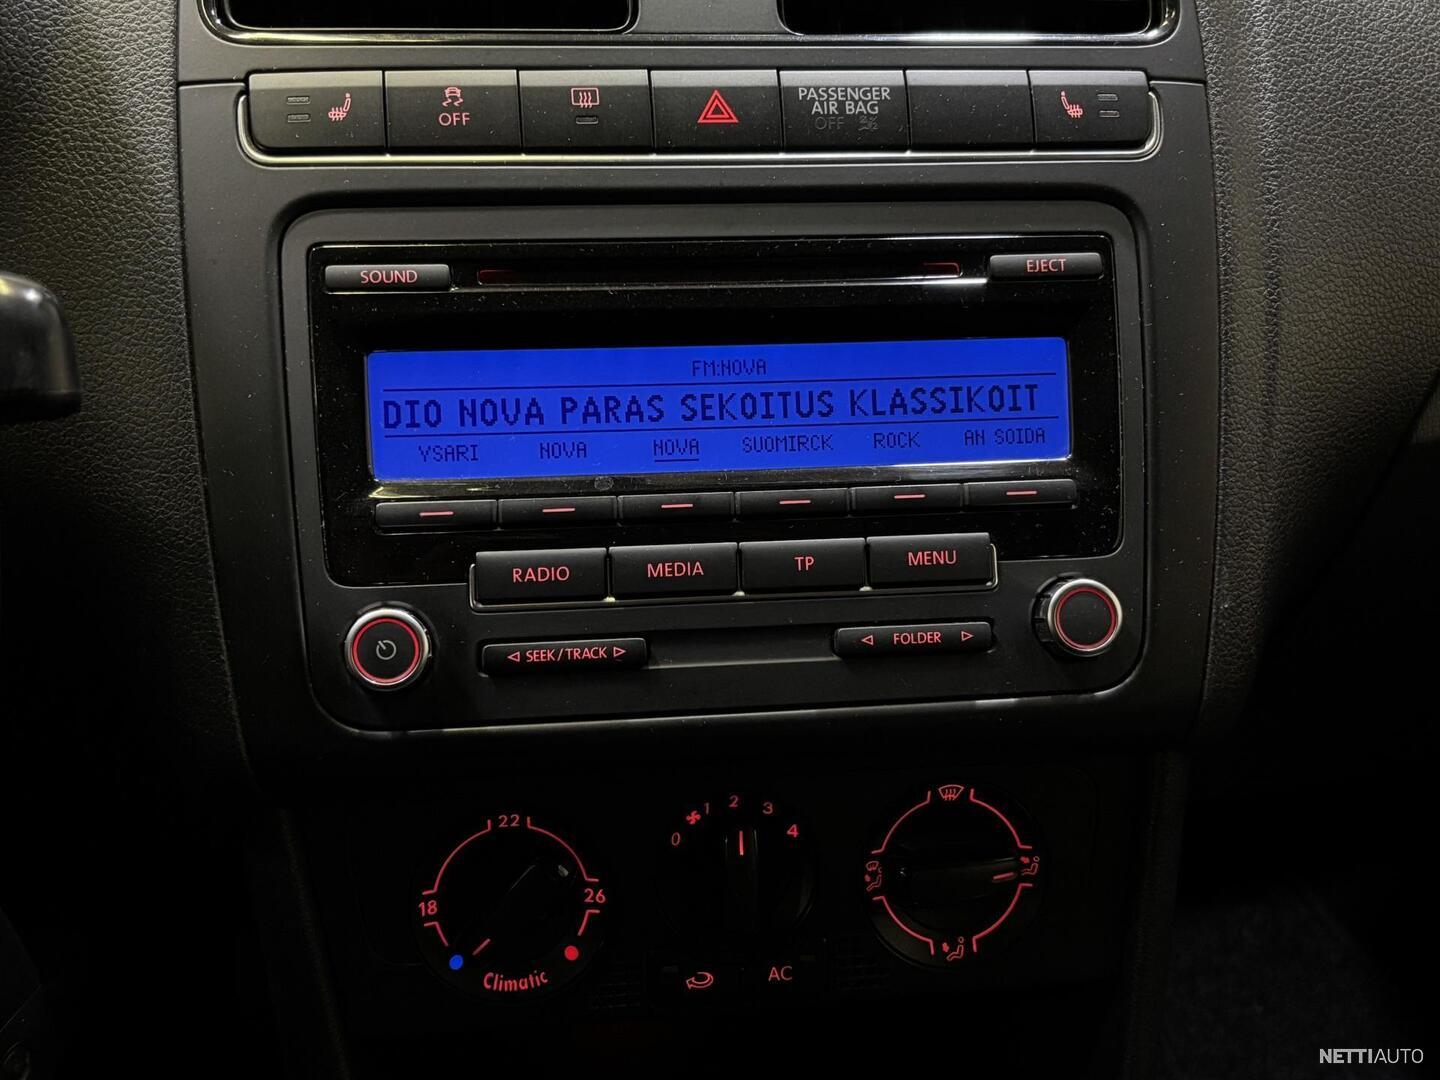 OFF
PASSENGER
AIR BAG
OFF
SOUND
EJECT
FM:NOVA
DIO NOVA PARAS SEKOITUS KLASSIKOIT
YSARI NOVA NOVA SUOMIRCK ROCK AN SOIDA
RADIO MEDIA TP MENU
SEEK/TRACK
FOLDER
22
18
26
Climatic
0 1 2 3 4
AC
NETTIAUTO